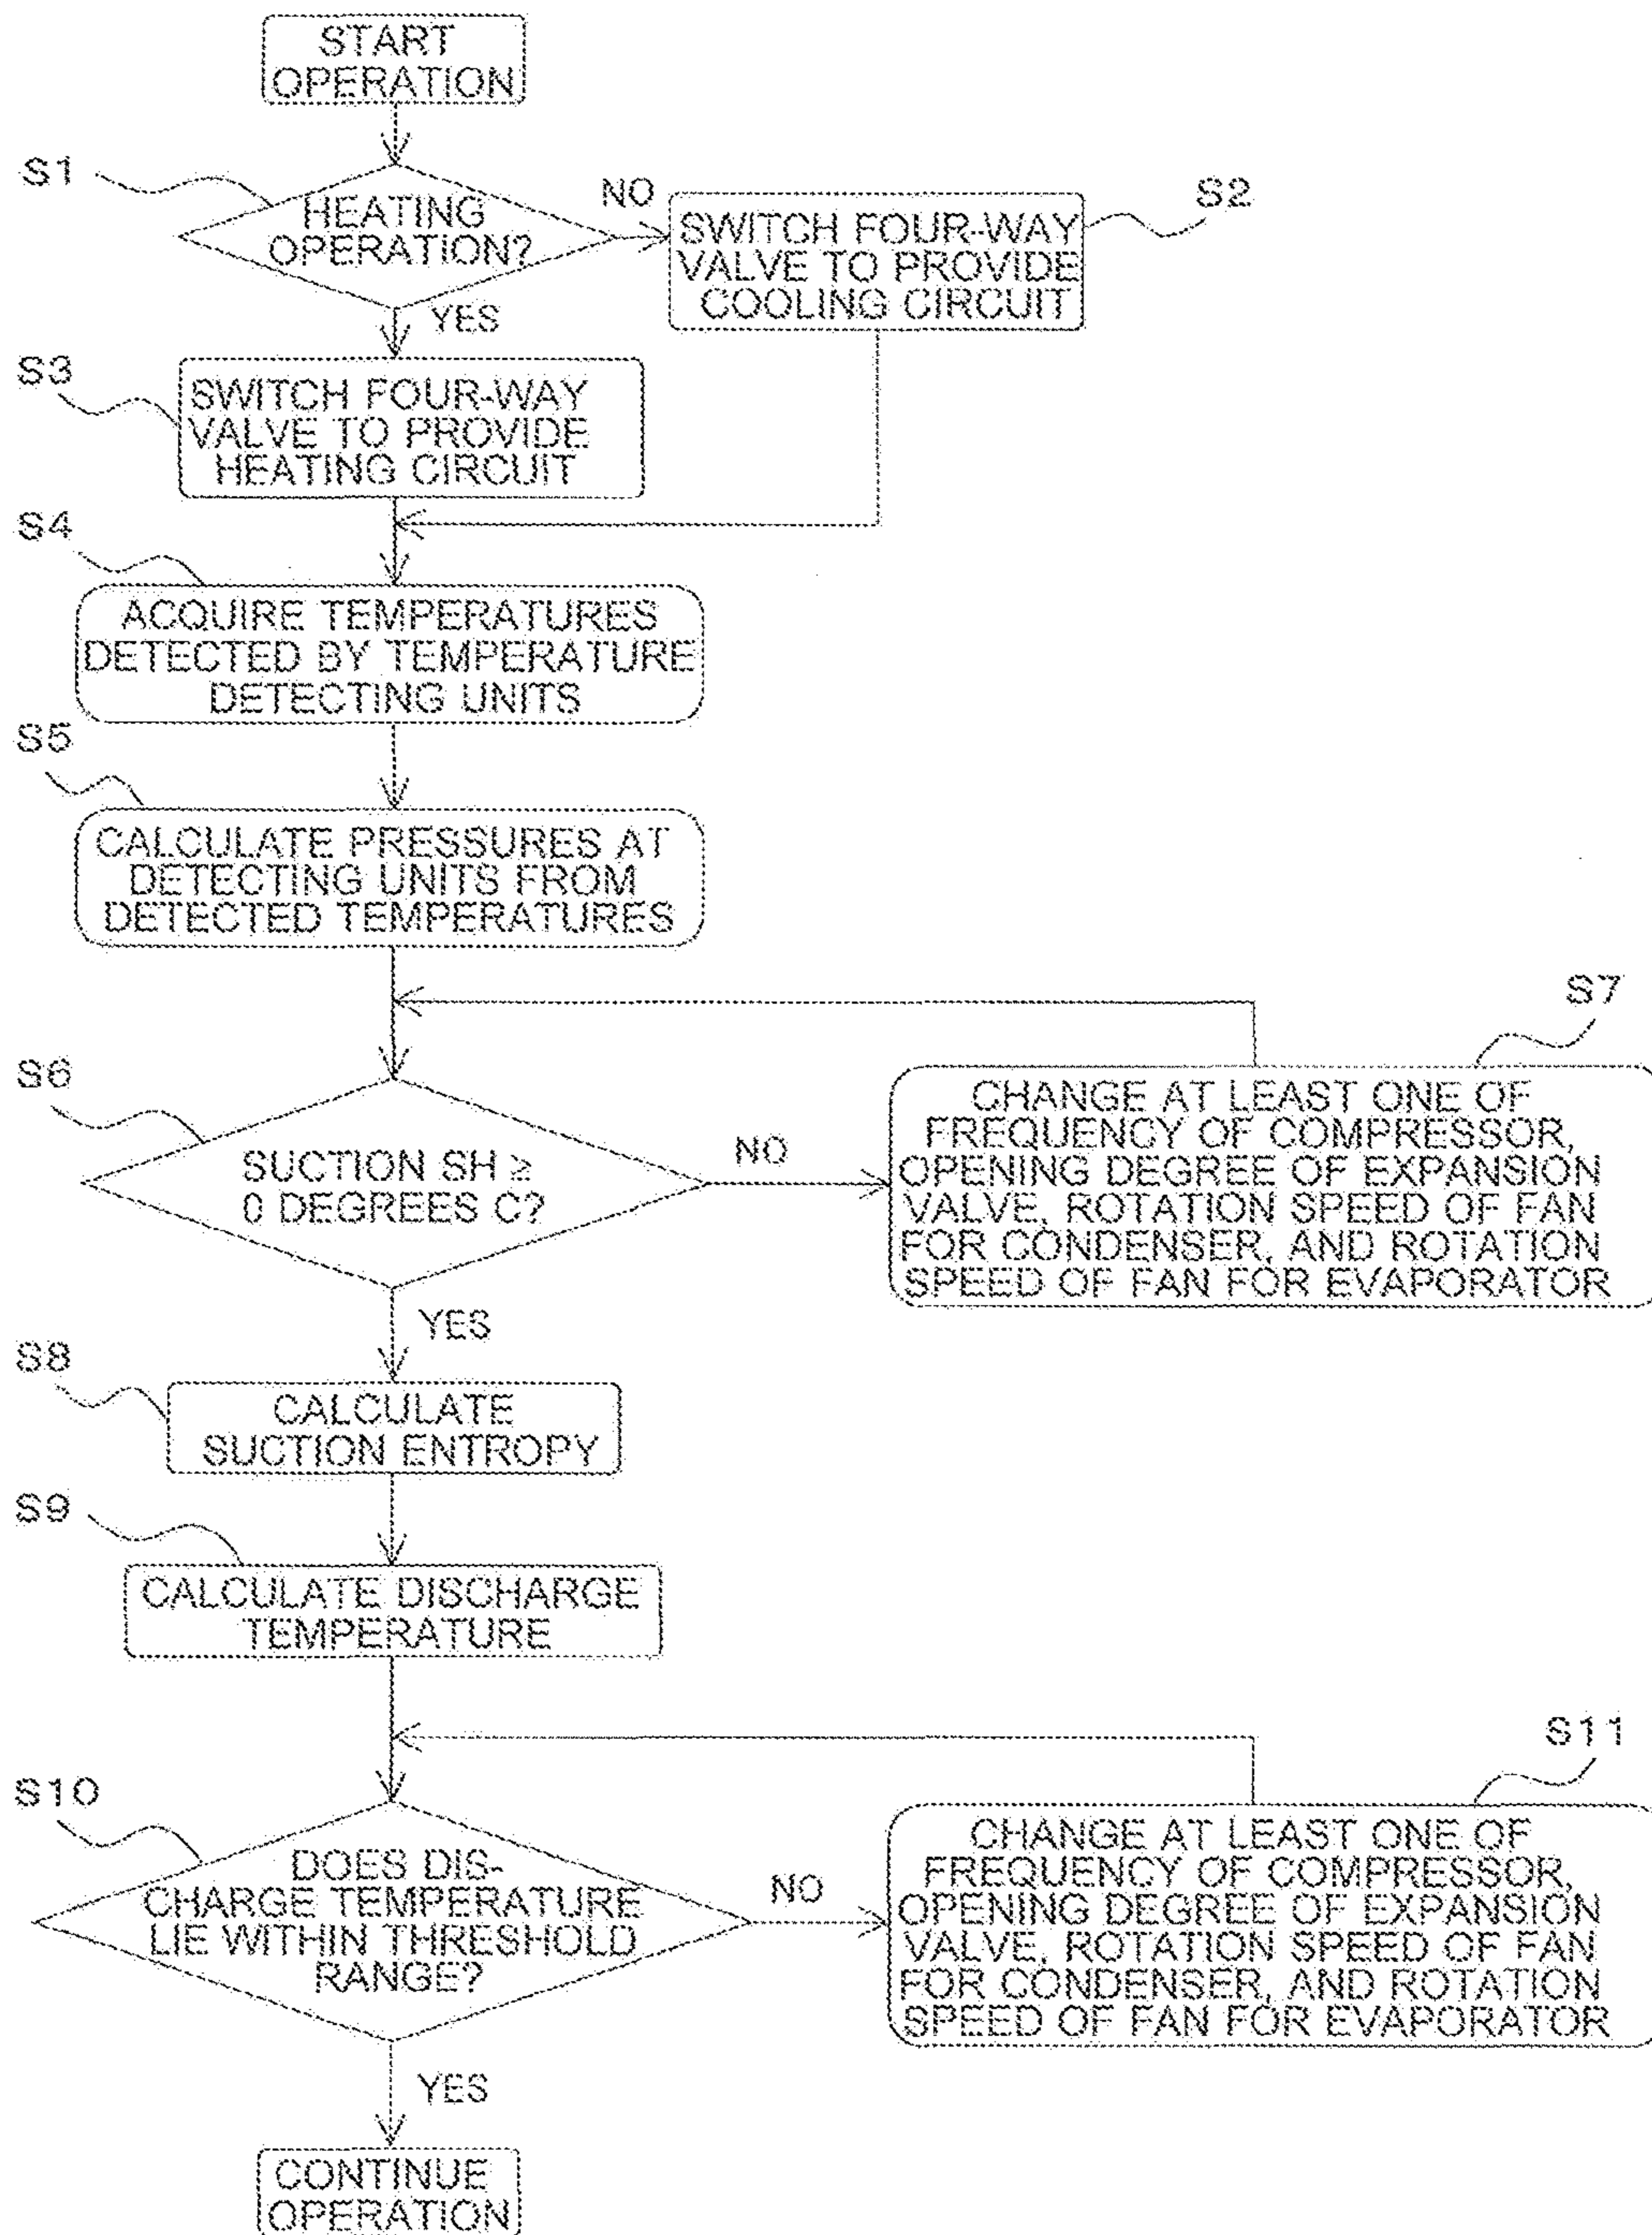 START
OPERATION
S1
HEATING
OPERATION?
NO
S2
SWITCH FOUR-WAY
VALVE TO PROVIDE
COOLING CIRCUIT
YES
S3
SWITCH FOUR-WAY
VALVE TO PROVIDE
HEATING CIRCUIT
S4
ACQUIRE TEMPERATURES
DETECTED BY TEMPERATURE
DETECTING UNITS
S5
CALCULATE PRESSURES AT
DETECTING UNITS FROM
DETECTED TEMPERATURES
S6
SUCTION SH ≥
0 DEGREES C?
NO
S7
CHANGE AT LEAST ONE OF
FREQUENCY OF COMPRESSOR,
OPENING DEGREE OF EXPANSION
VALVE, ROTATION SPEED OF FAN
FOR CONDENSER, AND ROTATION
SPEED OF FAN FOR EVAPORATOR
YES
S8
CALCULATE
SUCTION ENTROPY
S9
CALCULATE DISCHARGE
TEMPERATURE
S10
DOES DIS-
CHARGE TEMPERATURE
LIE WITHIN THRESHOLD
RANGE?
NO
S11
CHANGE AT LEAST ONE OF
FREQUENCY OF COMPRESSOR,
OPENING DEGREE OF EXPANSION
VALVE, ROTATION SPEED OF FAN
FOR CONDENSER, AND ROTATION
SPEED OF FAN FOR EVAPORATOR
YES
CONTINUE
OPERATION